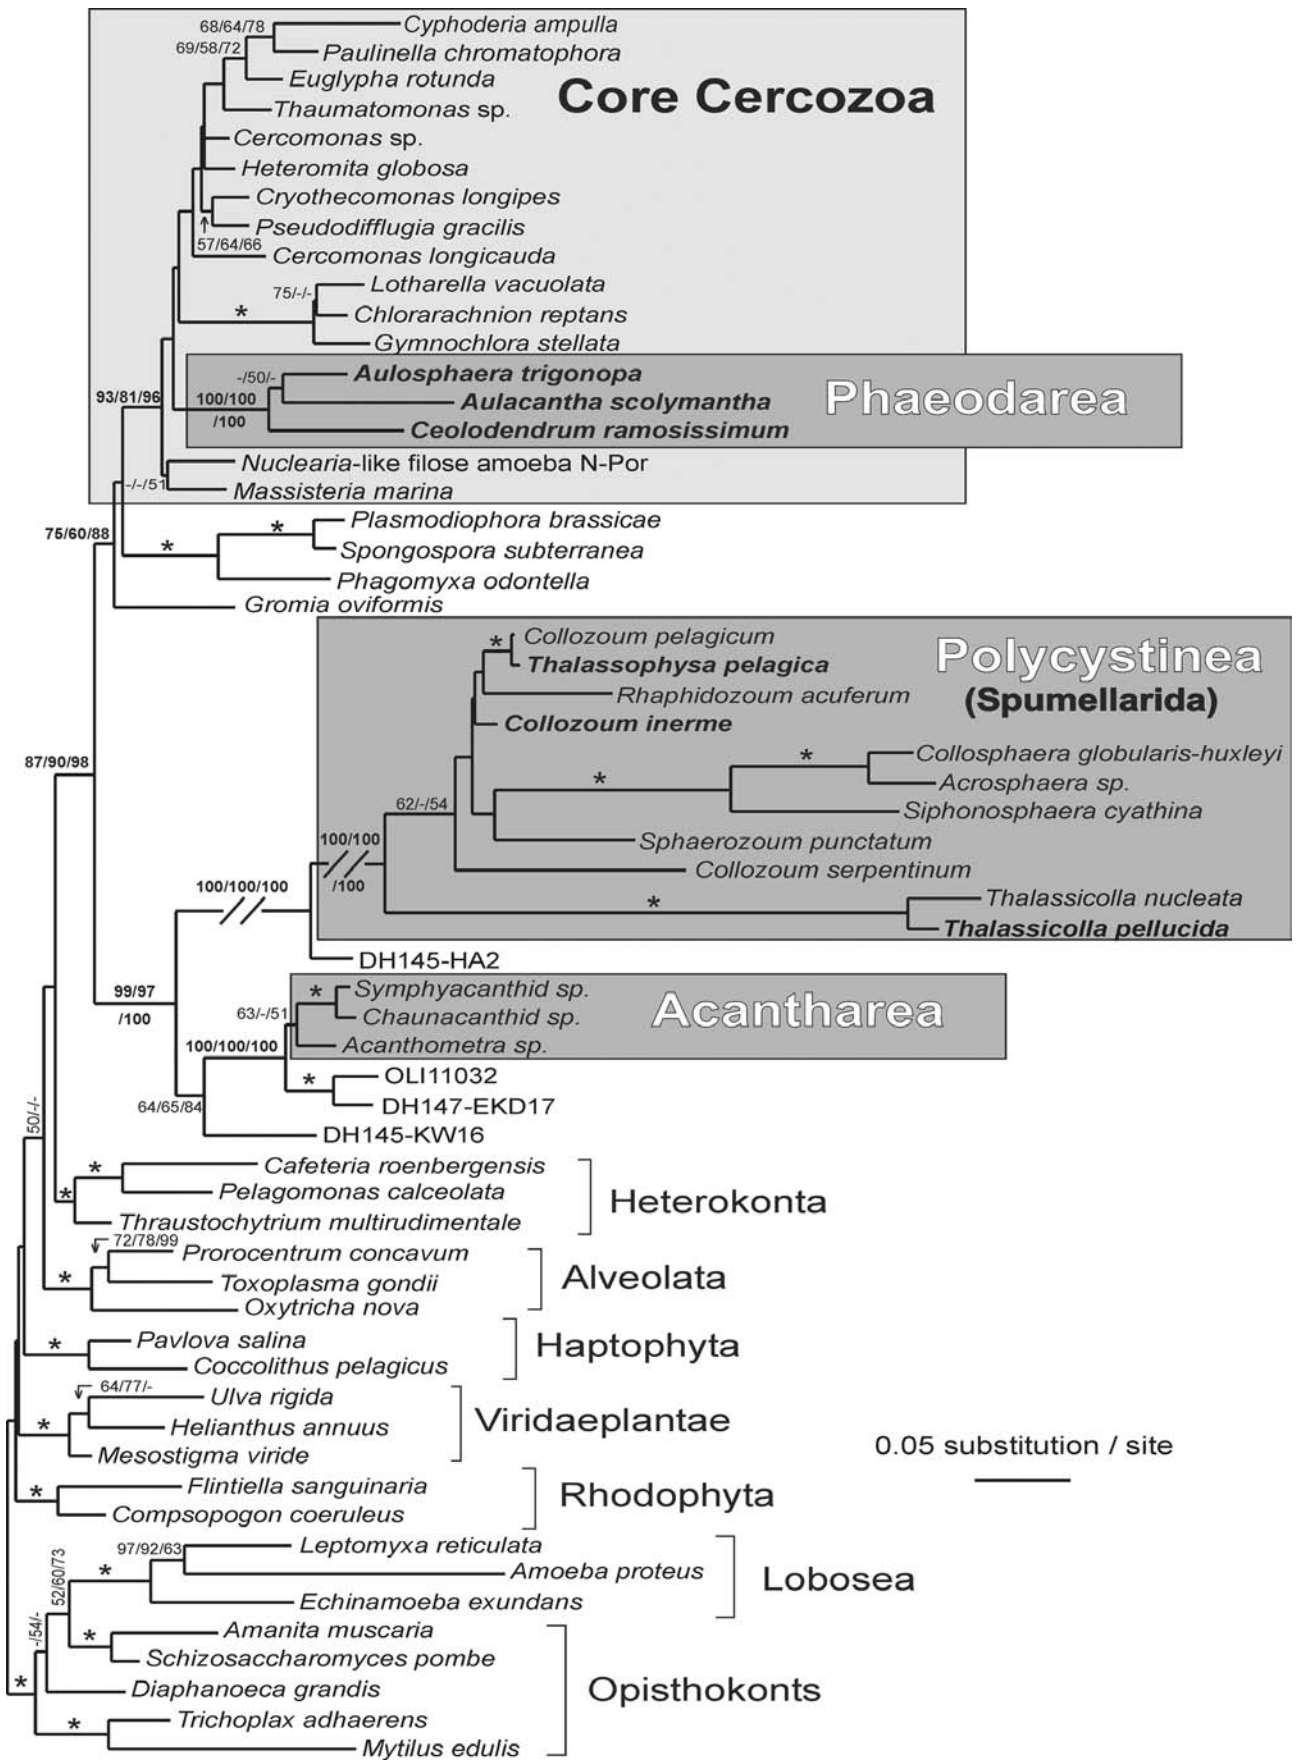 68/64/78
Cyphoderia ampulla
69/58/72
Paulinella chromatophora
Euglypha rotunda
Core Cercozoa
Thaumatomonas sp.
Cercomonas sp.
Heteromita globosa
Cryothecomonas longipes
Pseudodifflugia gracilis
57/64/66
Cercomonas longicauda
Lotharella vacuolata
75/-/-
*
Chlorarachnion reptans
Gymnochlora stellata
Aulosphaera trigonopa
-/50/-
93/81/96
100/100
/100
Aulacantha scolymantha
Phaeodarea
Ceolodendrum ramosissimum
Nuclearia-like filose amoeba N-Por
-/-/51
Massisteria marina
75/60/88
*
Plasmodiophora brassicae
*
Spongospora subterranea
Phagomyxa odontella
Gromia oviformis
*
Collozoum pelagicum
Polycystinea
(Spumellarida)
Thalassophysa pelagica
Rhaphidozoum acuferum
Collozoum inerme
87/90/98
*
Collosphaera globularis-huxleyi
*
Acrosphaera sp.
62/-/54
Siphonosphaera cyathina
100/100
/100
Sphaerozoum punctatum
Collozoum serpentinum
100/100/100
*
Thalassicolla nucleata
Thalassicolla pellucida
DH145-HA2
99/97
/100
*
Symphyacanthid sp.
Acantharea
63/-/51
Chaunacanthid sp.
100/100/100
Acanthometra sp.
*
OLI11032
64/65/84
DH147-EKD17
DH145-KW16
50/-/-
*
Cafeteria roenbergensis
*
Pelagomonas calceolata
Heterokonta
Thraustochytrium multirudimentale
72/78/99
Prorocentrum concavum
*
Toxoplasma gondii
Alveolata
Oxytricha nova
*
Pavlova salina
Haptophyta
Coccolithus pelagicus
64/77/-
Ulva rigida
*
Helianthus annuus
Viridaeplantae
Mesostigma viride
0.05 substitution / site
*
Flintiella sanguinaria
Rhodophyta
Compsopogon coeruleus
97/92/63
Leptomyxa reticulata
52/60/73
*
Amoeba proteus
Lobosea
Echinamoeba exundans
-/54/-
*
Amanita muscaria
Schizosaccharomyces pombe
*
Diaphanoeca grandis
Opisthokonts
*
Trichoplax adhaerens
Mytilus edulis